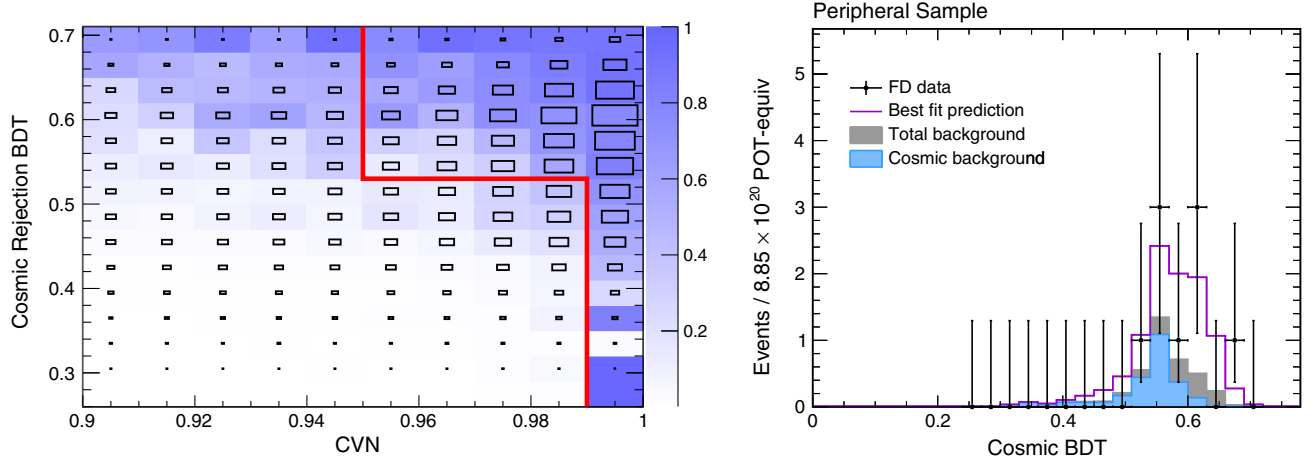 Cosmic Rejection BDT
0.7
0.6
0.5
0.4
0.3
0.9
0.92
0.94
0.96
0.98
1
CVN
1
0.8
0.6
0.4
0.2
Peripheral Sample
Events / 8.85 × 10²⁰ POT-equiv
5
4
3
2
1
0
FD data
Best fit prediction
Total background
Cosmic background
0
0.2
0.4
0.6
Cosmic BDT